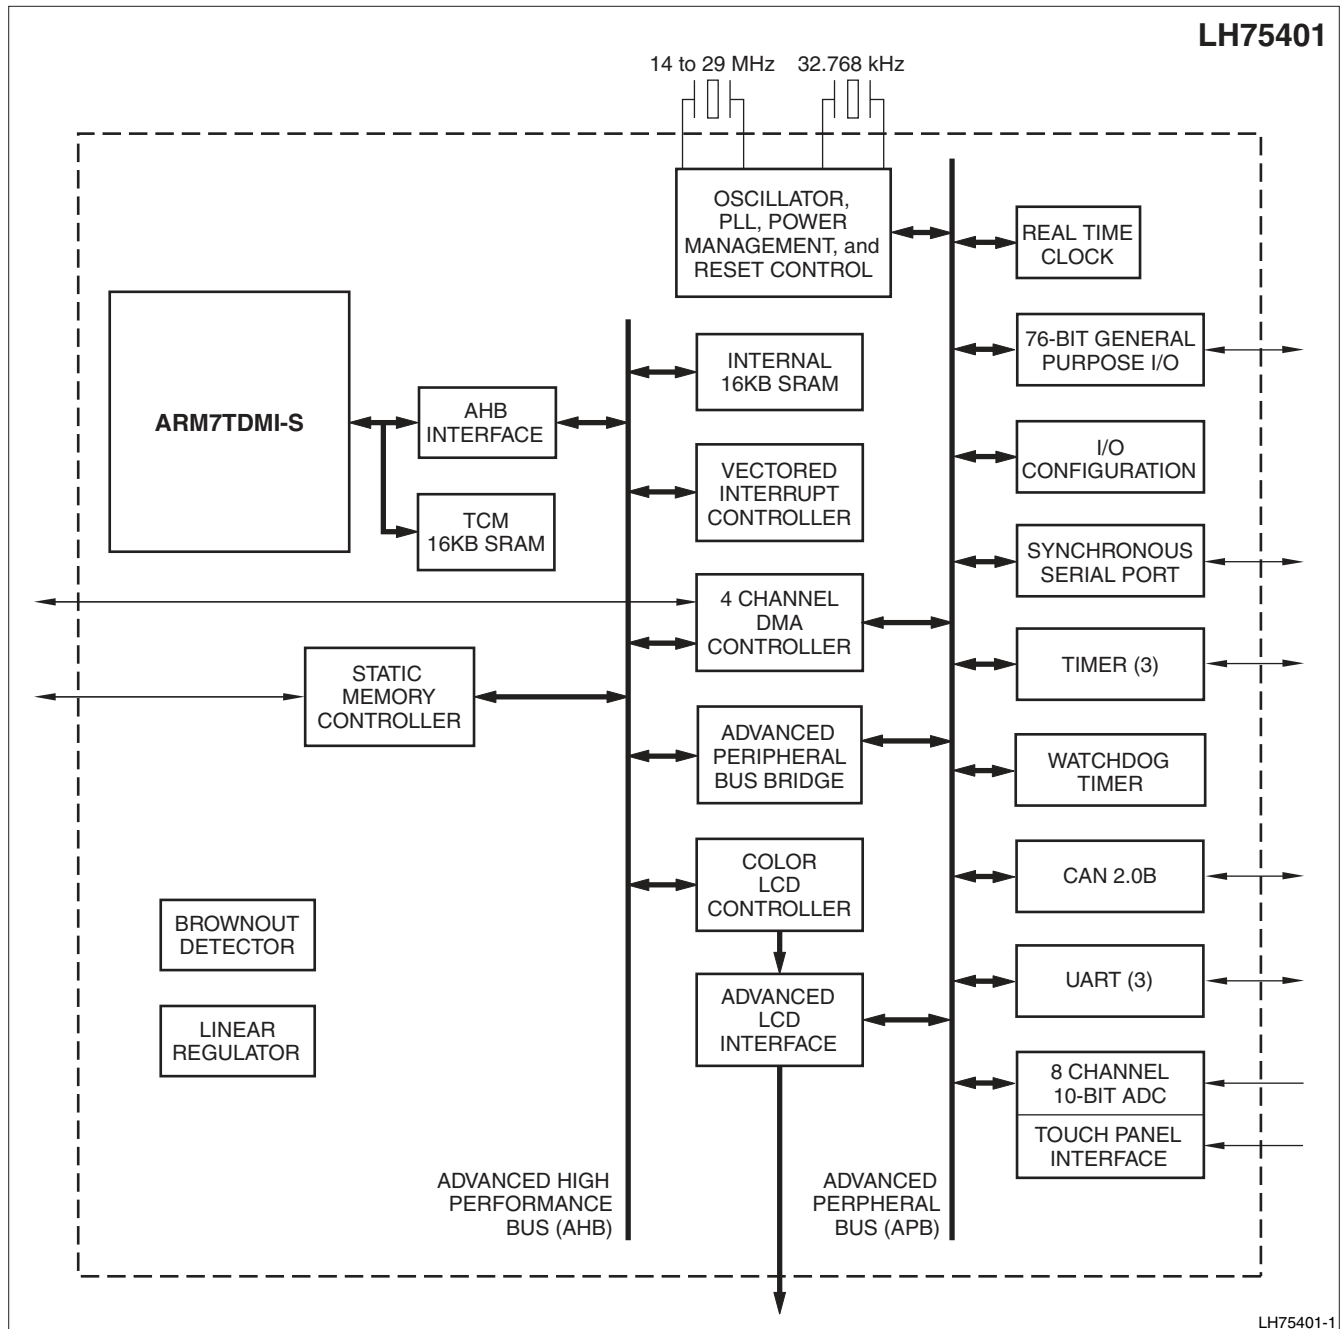 LH75401
14 to 29 MHz
32.768 kHz
OSCILLATOR,
PLL, POWER
MANAGEMENT, and
RESET CONTROL
REAL TIME
CLOCK
ARM7TDMI-S
AHB
INTERFACE
TCM
16KB SRAM
INTERNAL
16KB SRAM
76-BIT GENERAL
PURPOSE I/O
VECTORED
INTERRUPT
CONTROLLER
I/O
CONFIGURATION
4 CHANNEL
DMA
CONTROLLER
SYNCHRONOUS
SERIAL PORT
STATIC
MEMORY
CONTROLLER
TIMER (3)
ADVANCED
PERIPHERAL
BUS BRIDGE
WATCHDOG
TIMER
COLOR
LCD
CONTROLLER
CAN 2.0B
BROWNOUT
DETECTOR
ADVANCED
LCD
INTERFACE
UART (3)
LINEAR
REGULATOR
8 CHANNEL
10-BIT ADC
TOUCH PANEL
INTERFACE
ADVANCED HIGH
PERFORMANCE
BUS (AHB)
ADVANCED
PERPHERAL
BUS (APB)
LH75401-1